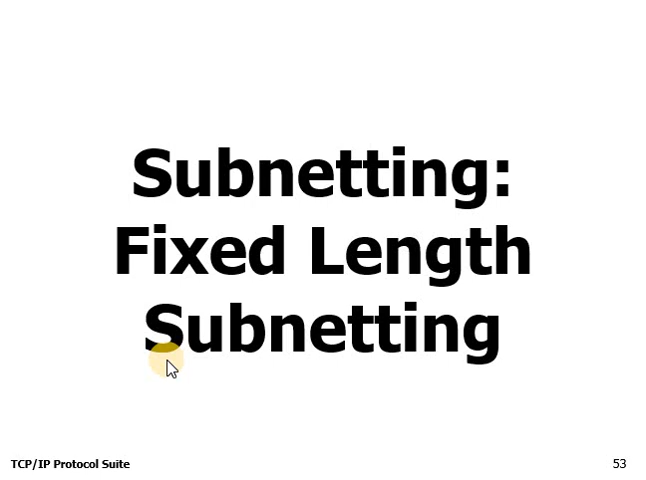 Subnetting:
Fixed Length
Subnetting
TCP/IP Protocol Suite
53